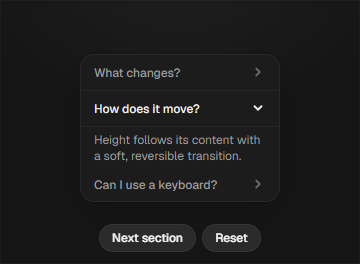 What changes?
How does it move?
Height follows its content with
a soft, reversible transition.
Can I use a keyboard?
Next section
Reset